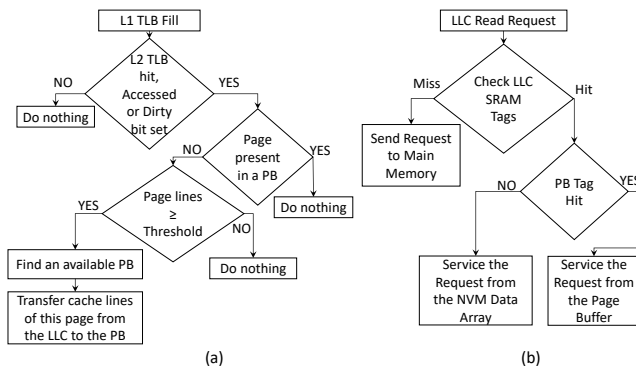 L1 TLB Fill
L2 TLB
hit,
Accessed
or Dirty
bit set
NO
YES
Do nothing
Page
present
in a PB
NO
YES
Do nothing
Page lines
≥
Threshold
YES
NO
Do nothing
Find an available PB
Transfer cache lines
of this page from
the LLC to the PB
(a)
LLC Read Request
Check LLC
SRAM
Tags
Miss
Hit
Send Request
to Main
Memory
PB Tag
Hit
NO
YES
Service the
Request from
the NVM Data
Array
Service the
Request from
the Page
Buffer
(b)